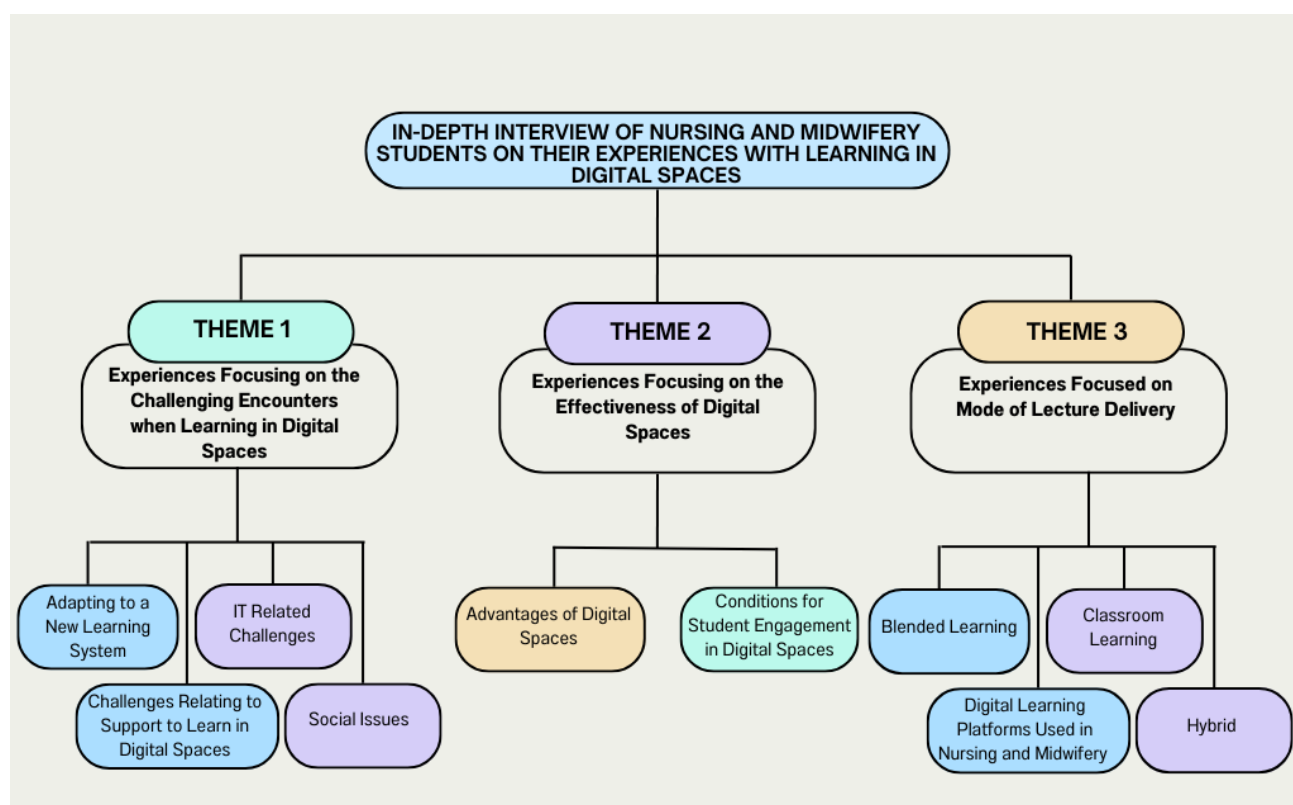 IN-DEPTH INTERVIEW OF NURSING AND MIDWIFERY
STUDENTS ON THEIR EXPERIENCES WITH LEARNING IN
DIGITAL SPACES
THEME 1
Experiences Focusing on the
Challenging Encounters
when Learning in Digital
Spaces
THEME 2
Experiences Focusing on the
Effectiveness of Digital
Spaces
THEME 3
Experiences Focused on
Mode of Lecture Delivery
Adapting to a
New Learning
System
IT Related
Challenges
Challenges Relating to
Support to Learn in
Digital Spaces
Social Issues
Advantages of Digital
Spaces
Conditions for
Student Engagement
in Digital Spaces
Blended Learning
Classroom
Learning
Digital Learning
Platforms Used in
Nursing and Midwifery
Hybrid